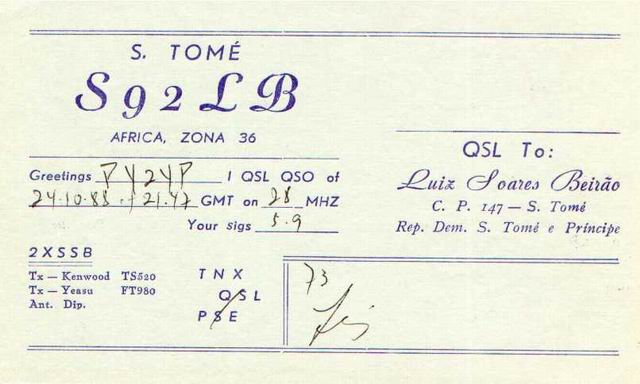 S. TOMÉ
S92LB
AFRICA, ZONA 36
Greetings PY2YP I QSL QSO of
24.10.88 21.47 GMT on 28 MHZ
Your sigs 5.9
2XSSB
Tx — Kenwood TS520
Tx — Yeasu FT980
Ant. Dip.
TNX
QSL
PSE
QSL To:
Luiz Soares Beirão
C. P. 147 — S. Tomé
Rep. Dem. S. Tomé e Príncipe
73